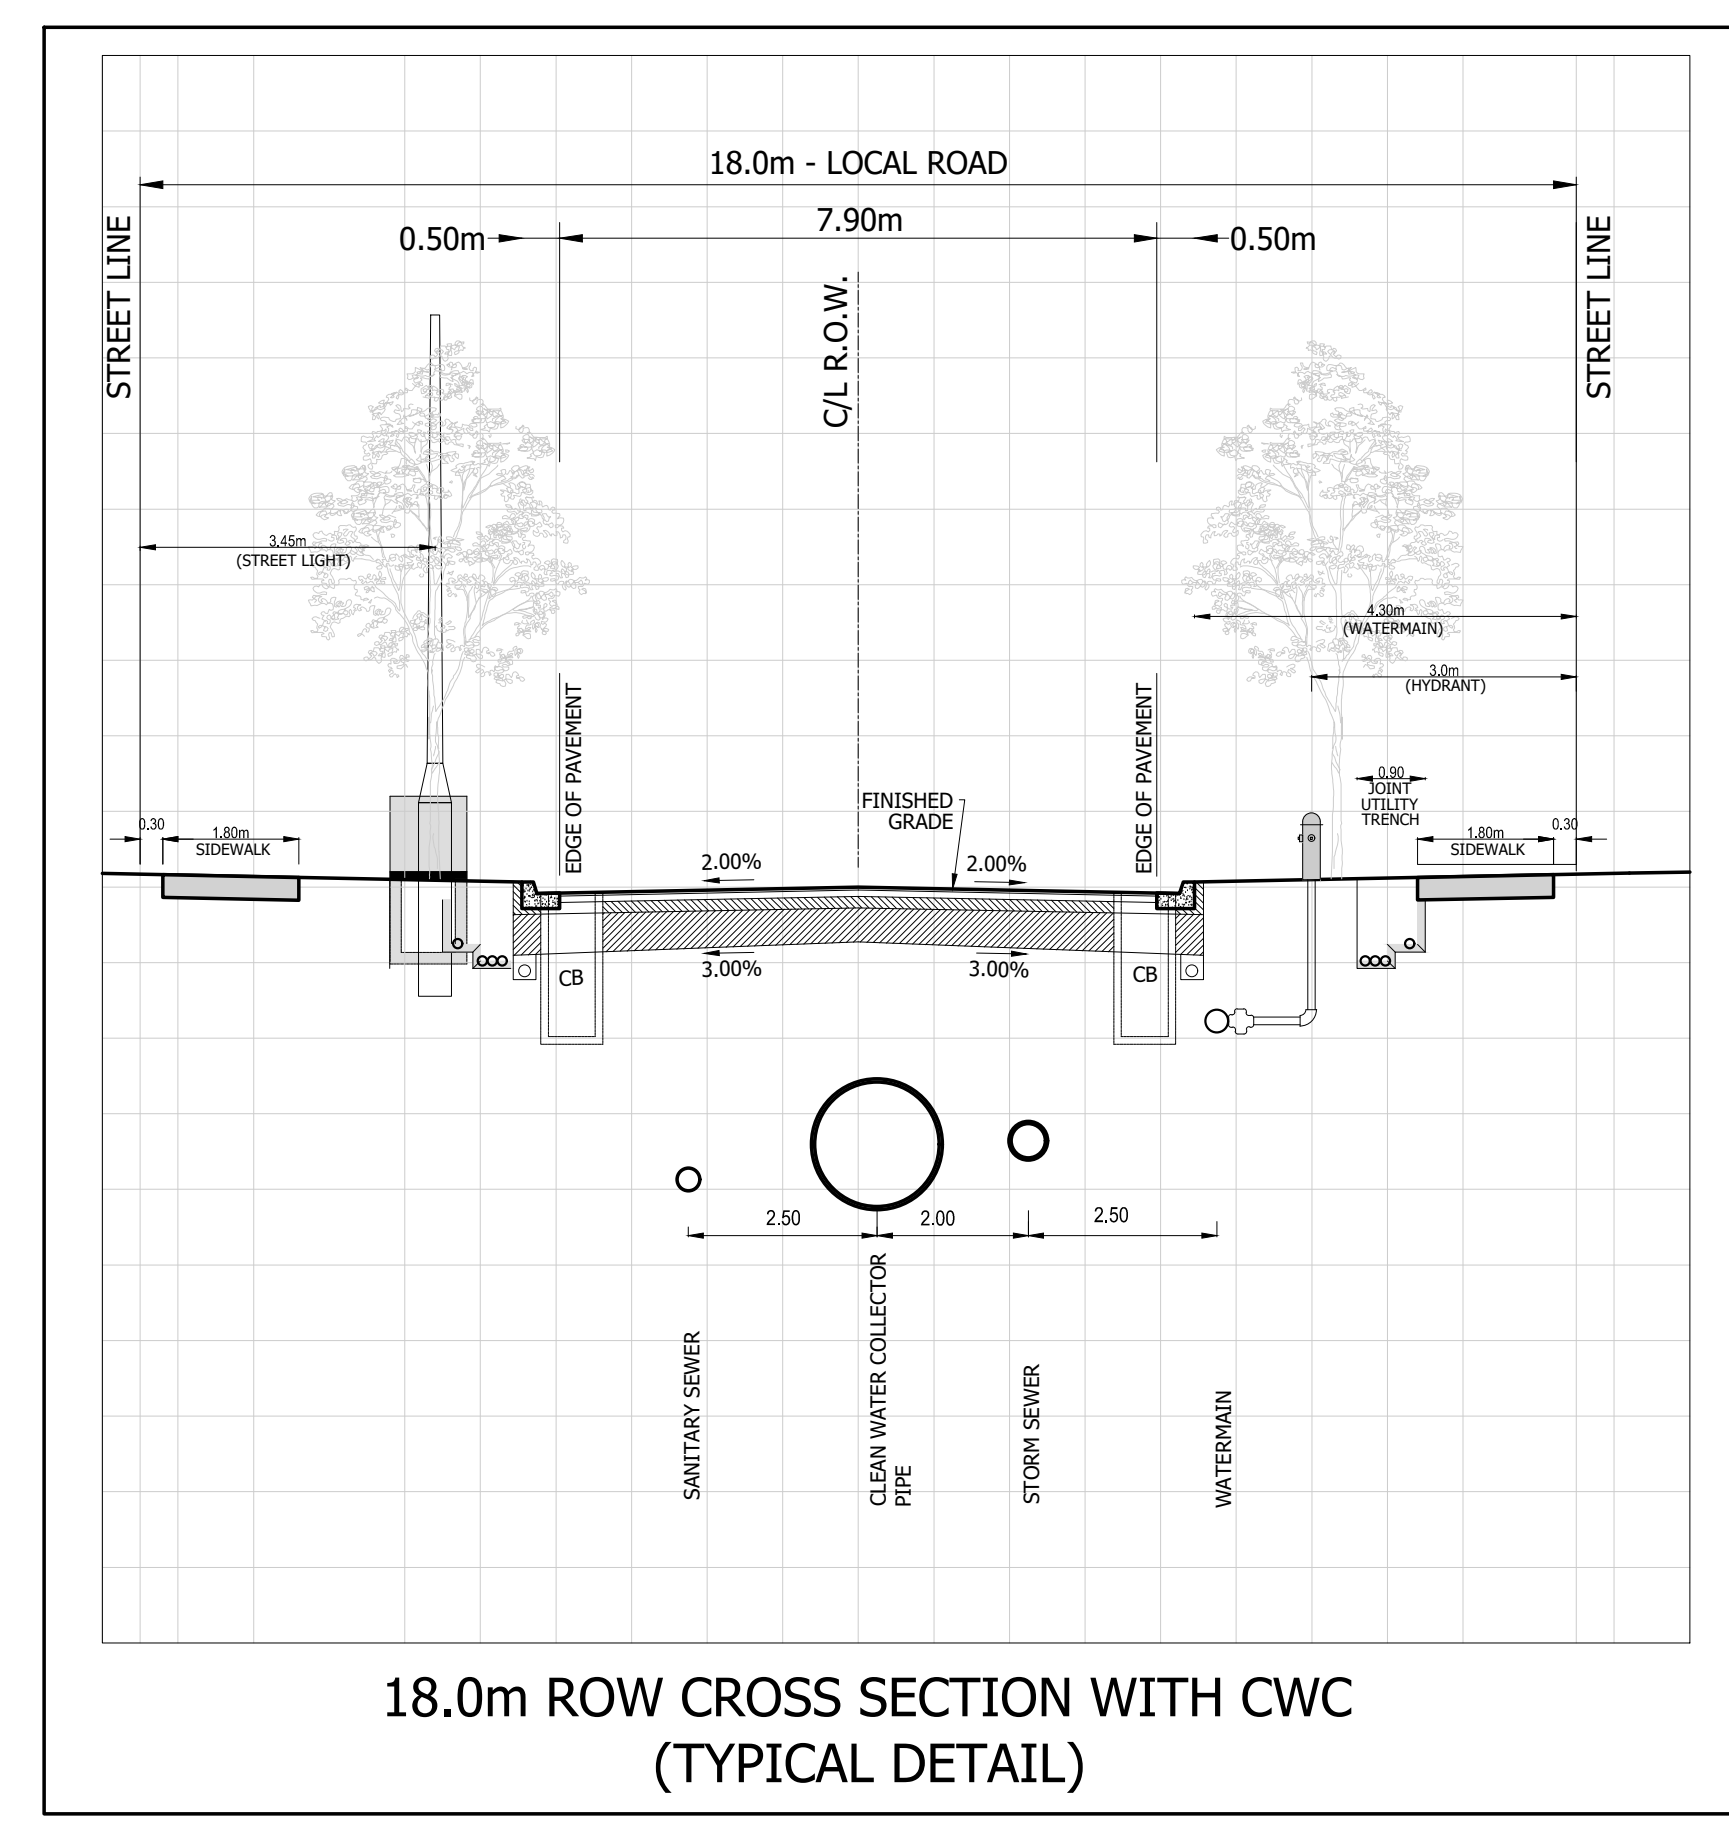 18.0m - LOCAL ROAD
7.90m
0.50m
0.50m
STREET LINE
STREET LINE
C/L R.O.W.
3.45m
(STREET LIGHT)
4.30m
(WATERMAIN)
3.0m
(HYDRANT)
EDGE OF PAVEMENT
EDGE OF PAVEMENT
0.90
JOINT
UTILITY
TRENCH
FINISHED
GRADE
0.30
1.80m
SIDEWALK
1.80m
SIDEWALK
0.30
2.00%
2.00%
3.00%
3.00%
CB
CB
2.50
2.00
2.50
SANITARY SEWER
CLEAN WATER COLLECTOR
PIPE
STORM SEWER
WATERMAIN
18.0m ROW CROSS SECTION WITH CWC
(TYPICAL DETAIL)